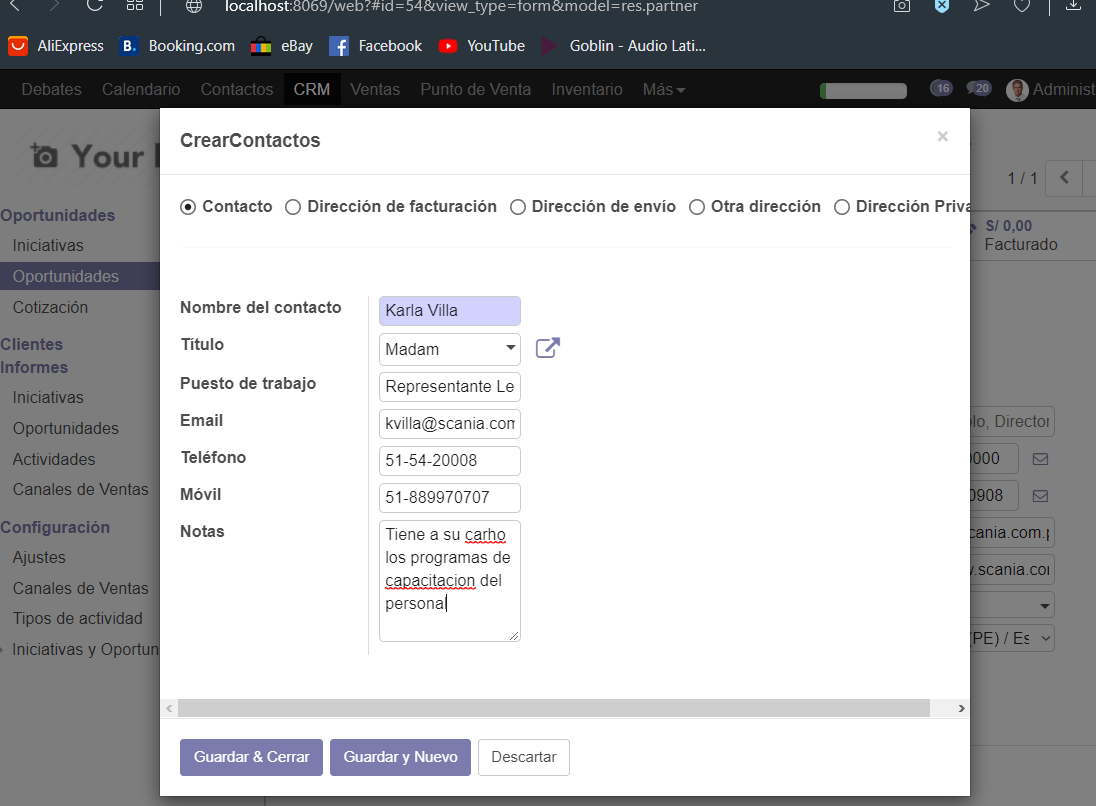 localhost:8069/web?#id=54&view_type=form&model=res.partner
AliExpress B. Booking.com eBay Facebook YouTube Goblin - Audio Lati...
Debates Calendario Contactos CRM Ventas Punto de Venta Inventario Más 16 20 Administ
CrearContactos ×
Your
1 / 1
Contacto Dirección de facturación Dirección de envío Otra dirección Dirección Priva
Oportunidades
S/ 0,00
Iniciativas
Facturado
Oportunidades
Cotización
Nombre del contacto Karla Villa
Clientes
Título Madam
Informes
Puesto de trabajo Representante Le
Iniciativas
Email kvilla@scania.com
olo, Director
Oportunidades
Teléfono 51-54-20008
0000
Actividades
Móvil 51-889970707
0908
Canales de Ventas
Notas Tiene a su carho
los programas de
capacitacion del
personal
cania.com.p
Configuración
Ajustes
v.scania.com
Canales de Ventas
Tipos de actividad
(PE) / Es
Iniciativas y Oportun
Guardar & Cerrar Guardar y Nuevo Descartar